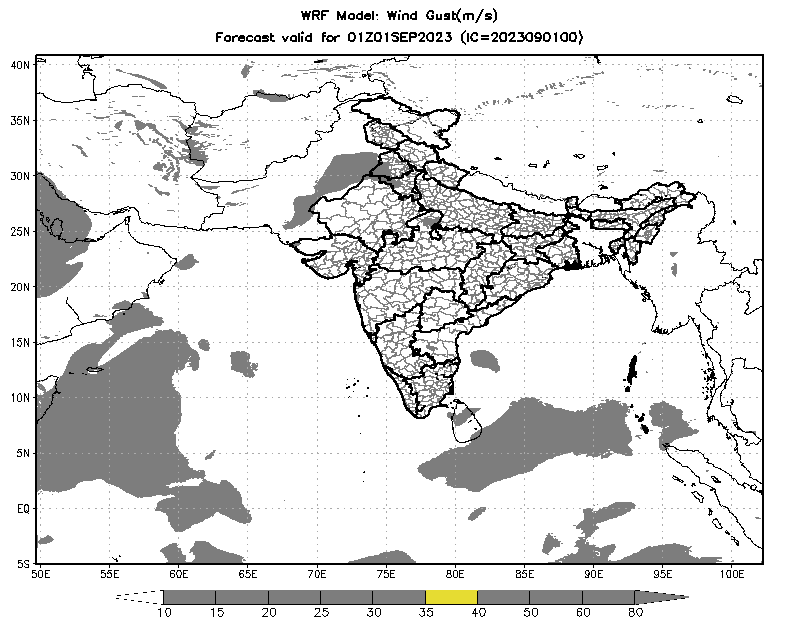 WRF Model: Wind Gust(m/s)
Forecast valid for 01Z01SEP2023 (IC=2023090100)
40N
35N
30N
25N
20N
15N
10N
5N
EQ
5S
50E 55E 60E 65E 70E 75E 80E 85E 90E 95E 100E
10 15 20 25 30 35 40 50 60 80